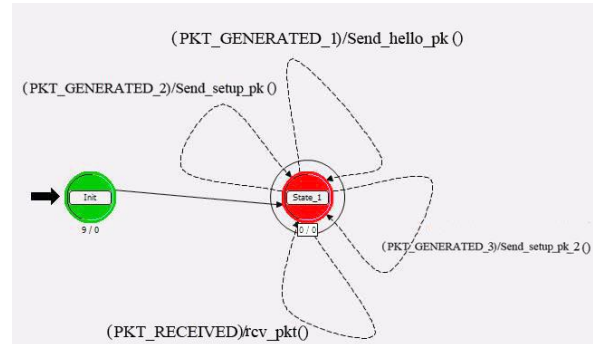 (PKT_GENERATED_1)/Send_hello_pk ()
(PKT_GENERATED_2)/Send_setup_pk ()
Init
State_1
9 / 0
0 / 0
(PKT_GENERATED_3)/Send_setup_pk_2 ()
(PKT_RECEIVED)/rcv_pkt()